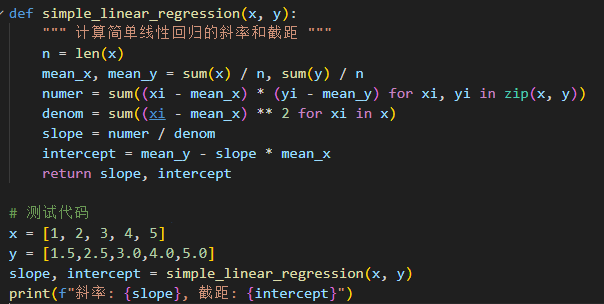 def simple_linear_regression(x, y):
    """ 计算简单线性回归的斜率和截距 """
    n = len(x)
    mean_x, mean_y = sum(x) / n, sum(y) / n
    numer = sum((xi - mean_x) * (yi - mean_y) for xi, yi in zip(x, y))
    denom = sum((xi - mean_x) ** 2 for xi in x)
    slope = numer / denom
    intercept = mean_y - slope * mean_x
    return slope, intercept
# 测试代码
x = [1, 2, 3, 4, 5]
y = [1.5,2.5,3.0,4.0,5.0]
slope, intercept = simple_linear_regression(x, y)
print(f"斜率: {slope}, 截距: {intercept}")